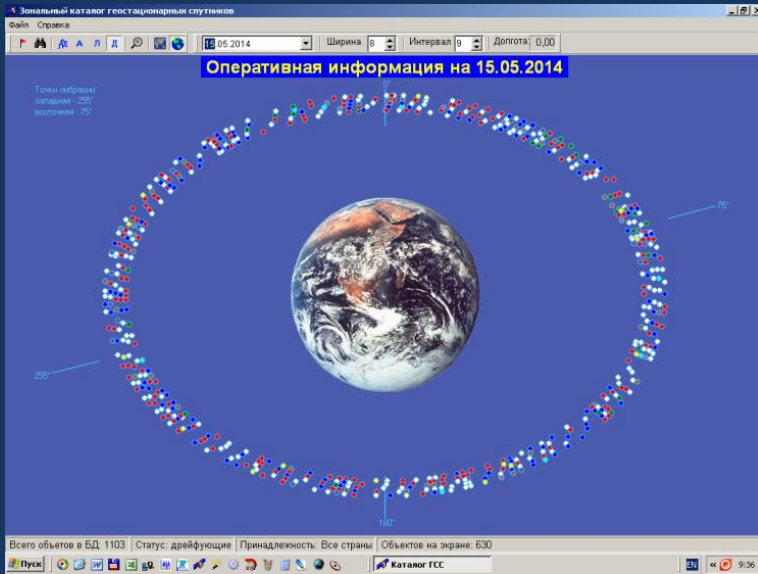 Зональный каталог геостационарных спутников
Файл Справка
15.05.2014 Ширина 8 Интервал 9 Долгота: 0,00
Оперативная информация на 15.05.2014
Точки либрации:
западная - 255°
восточная - 75°
0°
75°
255°
180°
Всего объетов в БД: 1103 Статус: дрейфующие Принадлежность: Все страны Объектов на экране: 630
Пуск Каталог ГСС EN 9:36